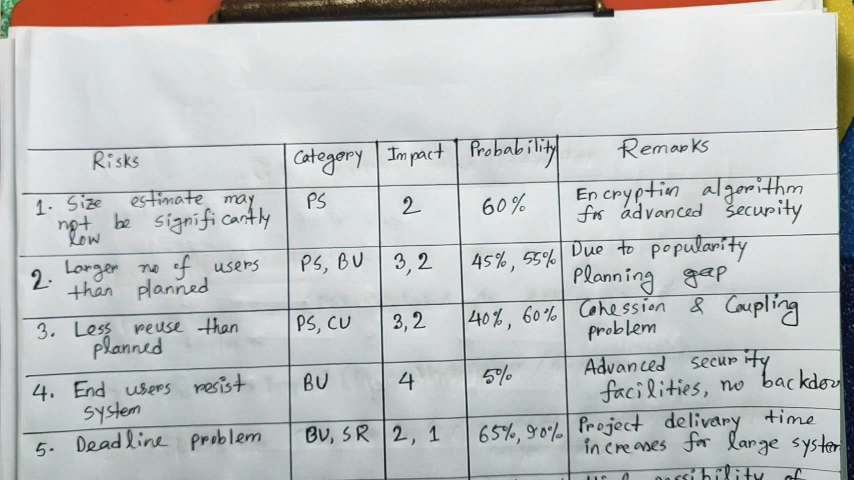 Risks Category Impact Probability Remarks
1. Size estimate may not be significantly low PS 2 60% Encryption algorithm for advanced security
2. Larger no of users than planned PS, BU 3,2 45%, 55% Due to popularity Planning gap
3. Less reuse than planned PS, CU 3,2 40%, 60% Cohession & Coupling problem
4. End users resist system BU 4 5% Advanced security facilities, no backdoo
5. Deadline problem BU, SR 2, 1 65%, 90% Project delivary time increases for large system
possibility of